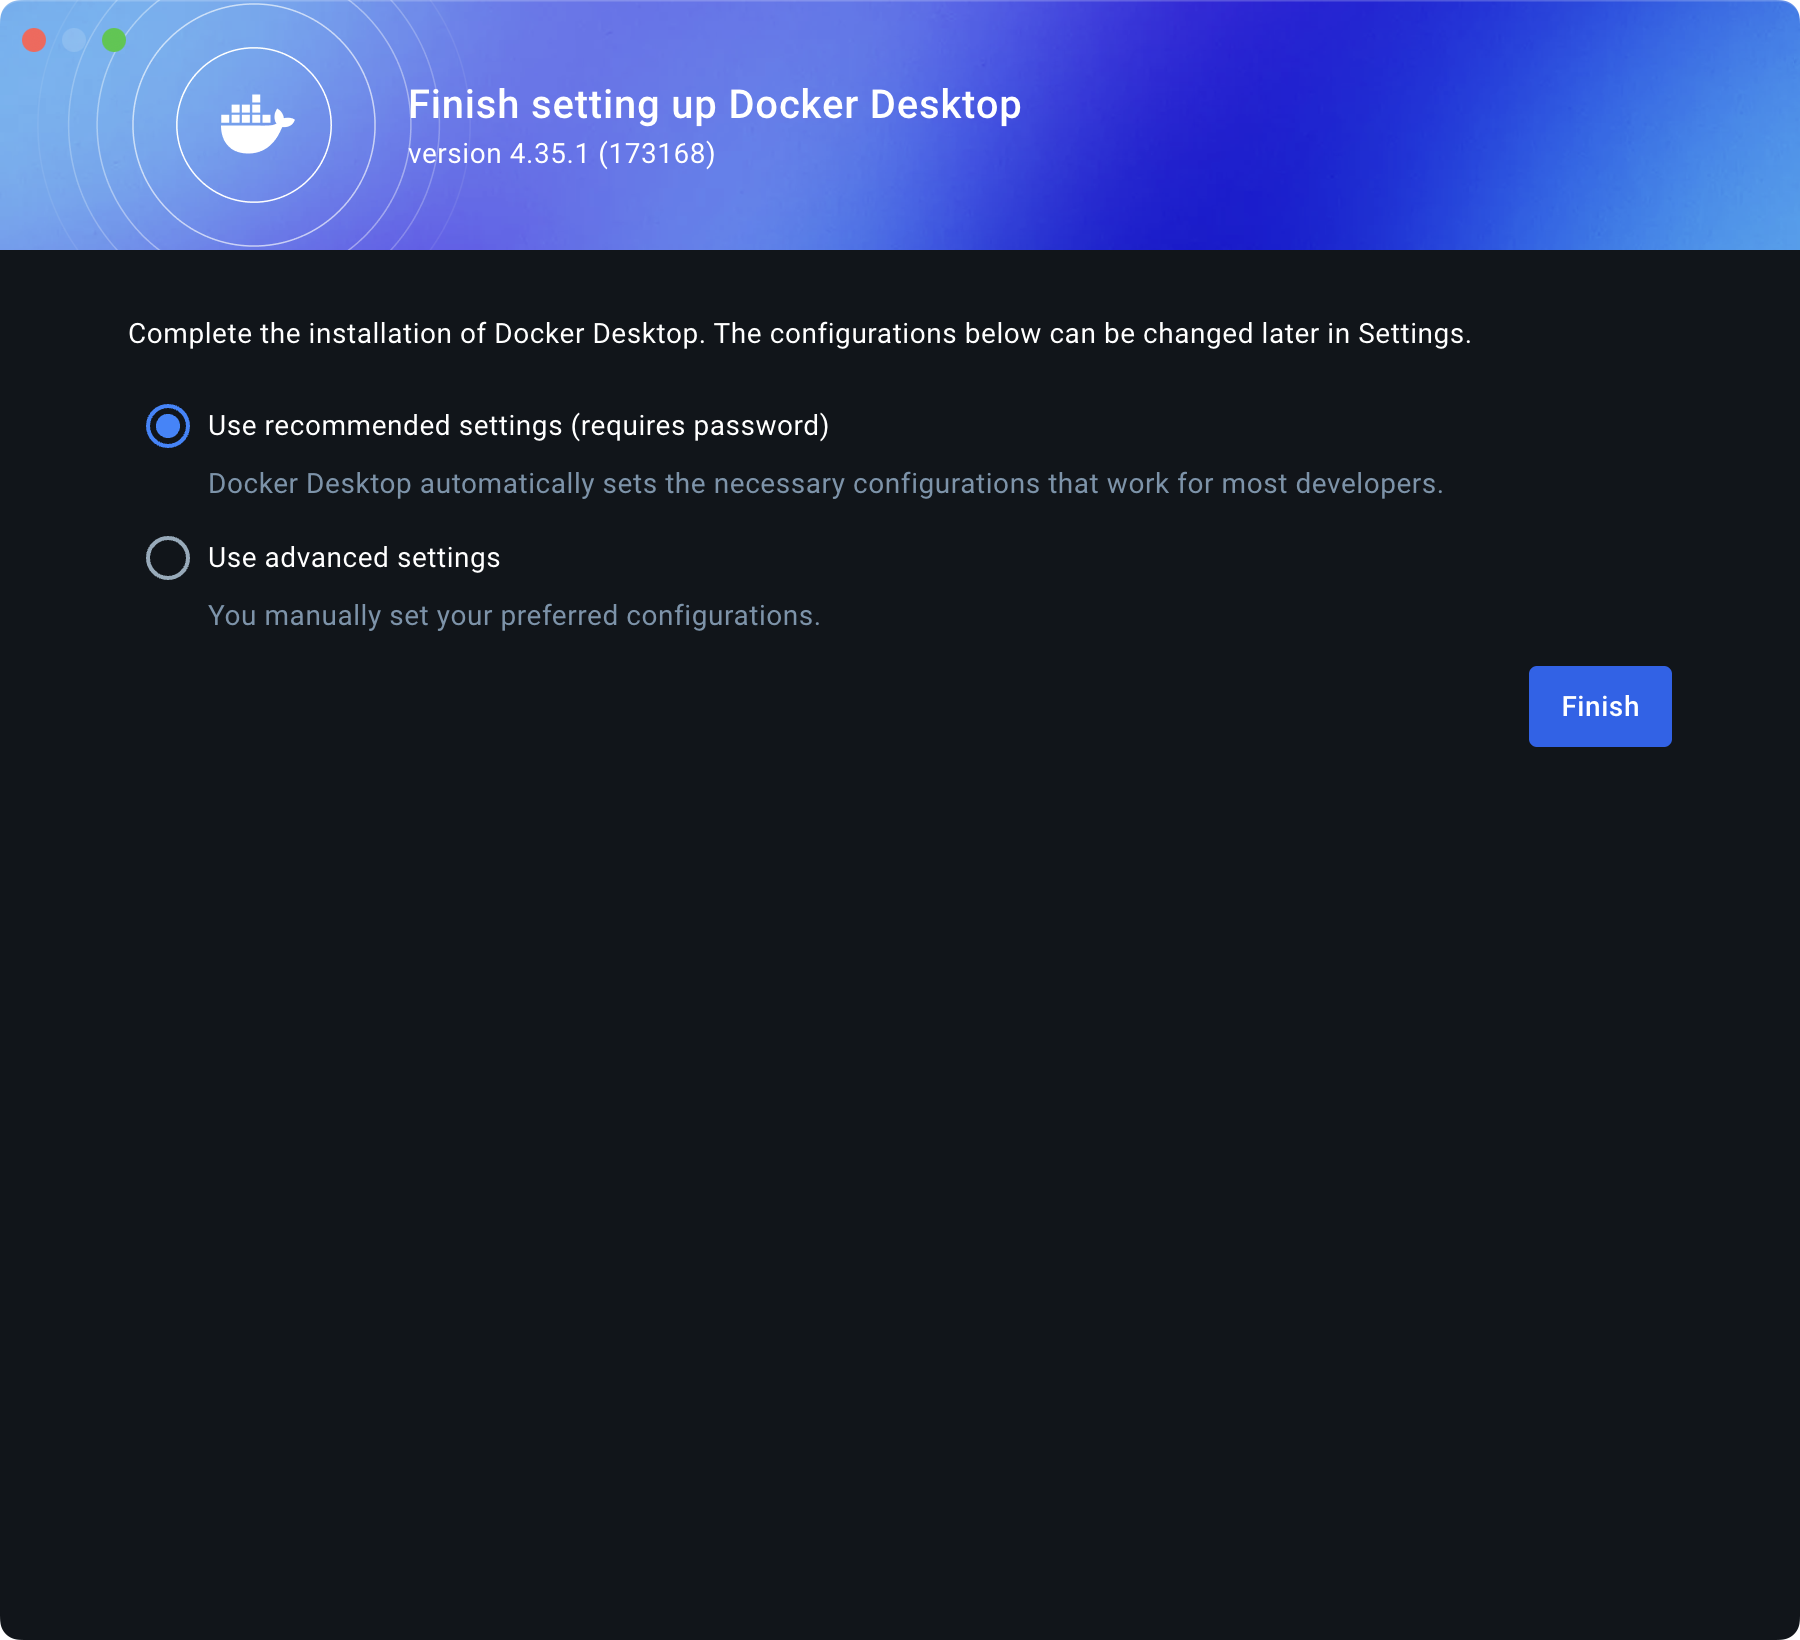 Finish setting up Docker Desktop
version 4.35.1 (173168)
Complete the installation of Docker Desktop. The configurations below can be changed later in Settings.
Use recommended settings (requires password)
Docker Desktop automatically sets the necessary configurations that work for most developers.
Use advanced settings
You manually set your preferred configurations.
Finish